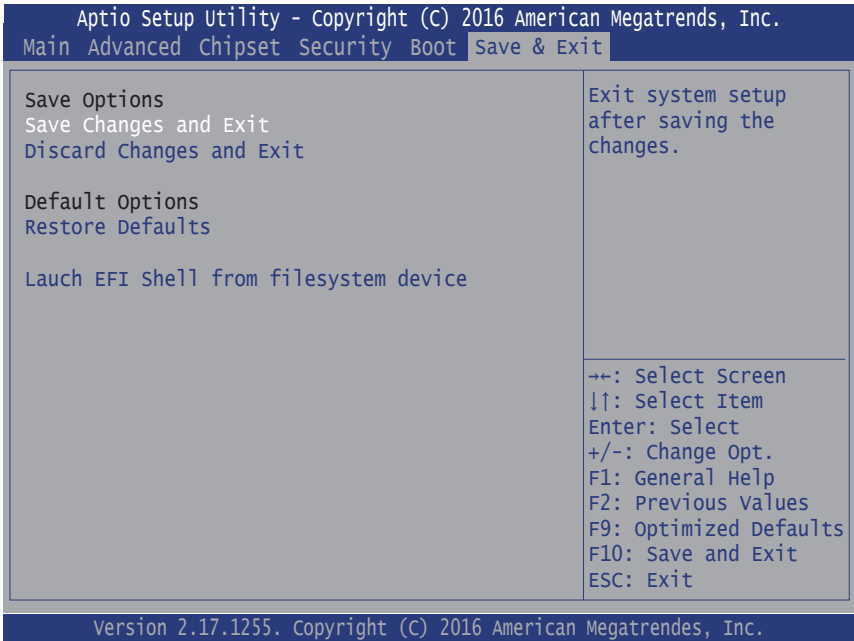 Aptio Setup Utility - Copyright (C) 2016 American Megatrends, Inc.
Main Advanced Chipset Security Boot Save & Exit
Save Options
Save Changes and Exit
Discard Changes and Exit
Default Options
Restore Defaults
Lauch EFI Shell from filesystem device
Exit system setup
after saving the
changes.
→←: Select Screen
↓↑: Select Item
Enter: Select
+/-: Change Opt.
F1: General Help
F2: Previous Values
F9: Optimized Defaults
F10: Save and Exit
ESC: Exit
Version 2.17.1255. Copyright (C) 2016 American Megatrendes, Inc.